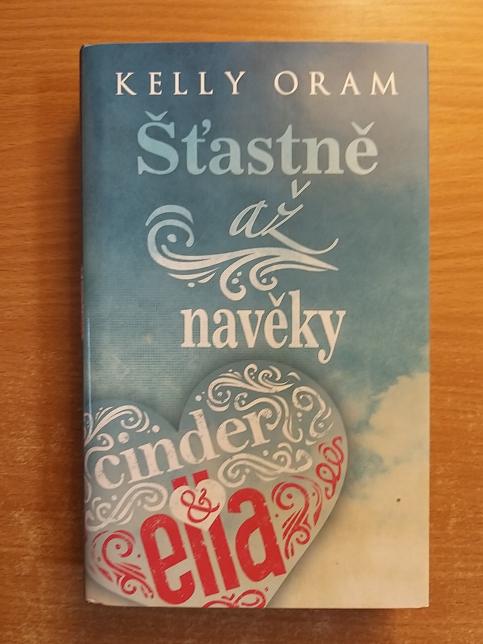 KELLY ORAM
Šťastně
až
navěky
cinder
&
ella